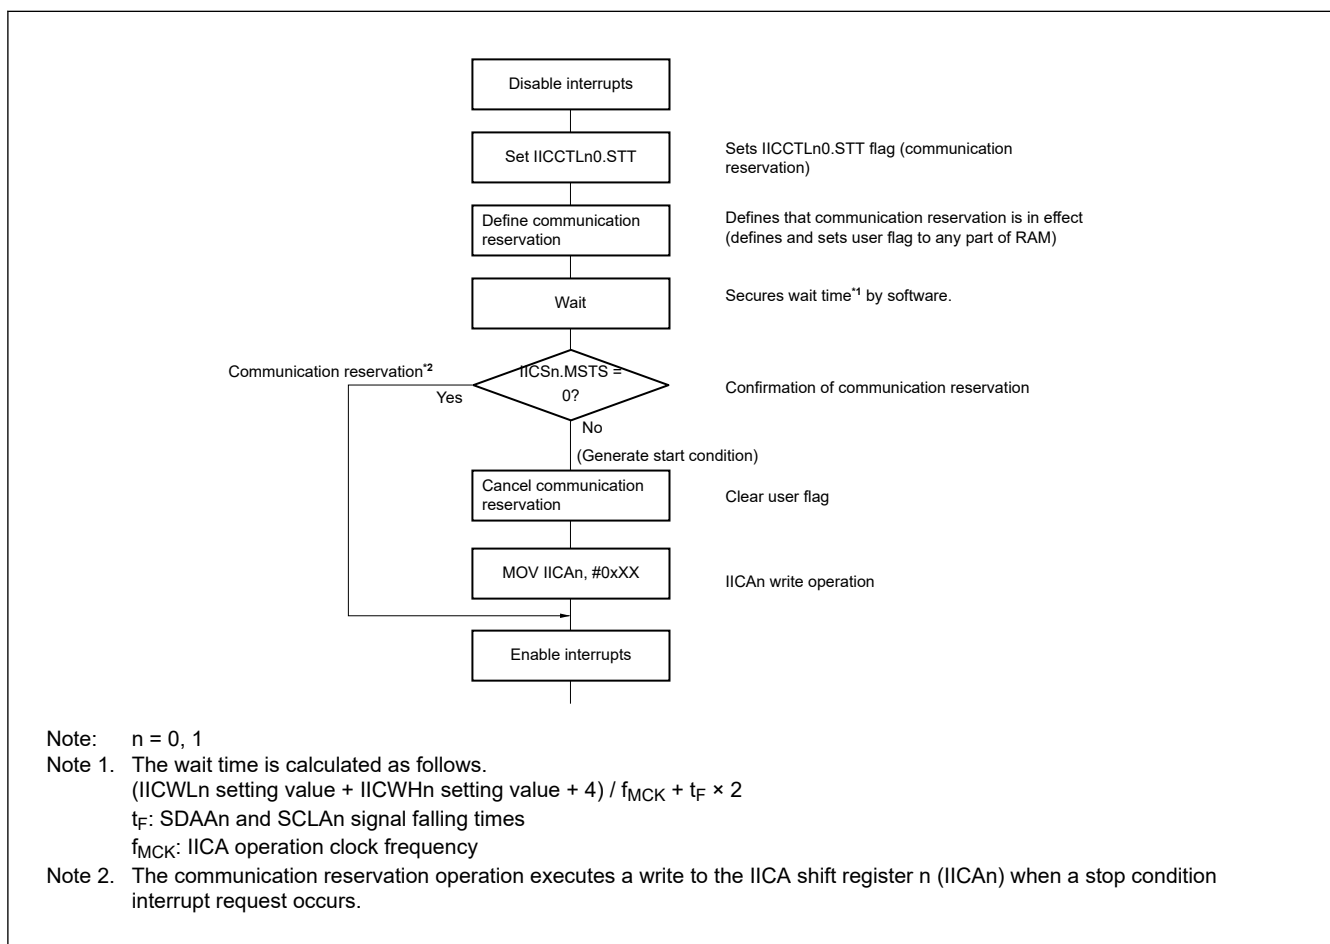 Disable interrupts
Set IICCTLn0.STT
Sets IICCTLn0.STT flag (communication
reservation)
Define communication
reservation
Defines that communication reservation is in effect
(defines and sets user flag to any part of RAM)
Wait
Secures wait time*1 by software.
Communication reservation*2
IICSn.MSTS =
0?
Yes
Confirmation of communication reservation
No
(Generate start condition)
Cancel communication
reservation
Clear user flag
MOV IICAn, #0xXX
IICAn write operation
Enable interrupts
Note: n = 0, 1
Note 1. The wait time is calculated as follows.
(IICWLn setting value + IICWHn setting value + 4) / fMCK + tF × 2
tF: SDAAn and SCLAn signal falling times
fMCK: IICA operation clock frequency
Note 2. The communication reservation operation executes a write to the IICA shift register n (IICAn) when a stop condition
interrupt request occurs.